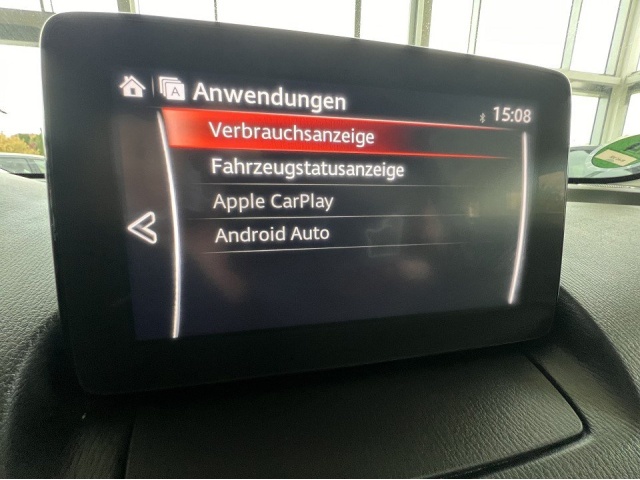 A Anwendungen
15:08
Verbrauchsanzeige
Fahrzeugstatusanzeige
Apple CarPlay
Android Auto